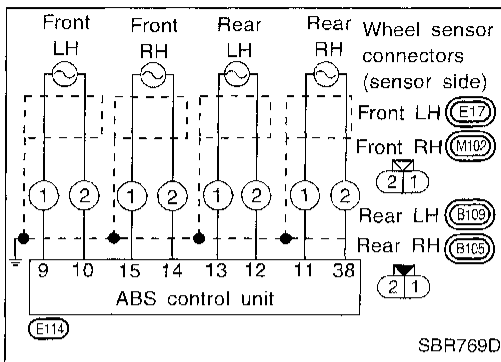 Front LH
Front RH
Rear LH
Rear RH
Wheel sensor
connectors
(sensor side)
Front LH E17
Front RH M102
2 1
1 2 1 2 1 2 1 2
Rear LH B109
Rear RH B105
9 10 15 14 13 12 11 38
2 1
ABS control unit
E114
SBR769D